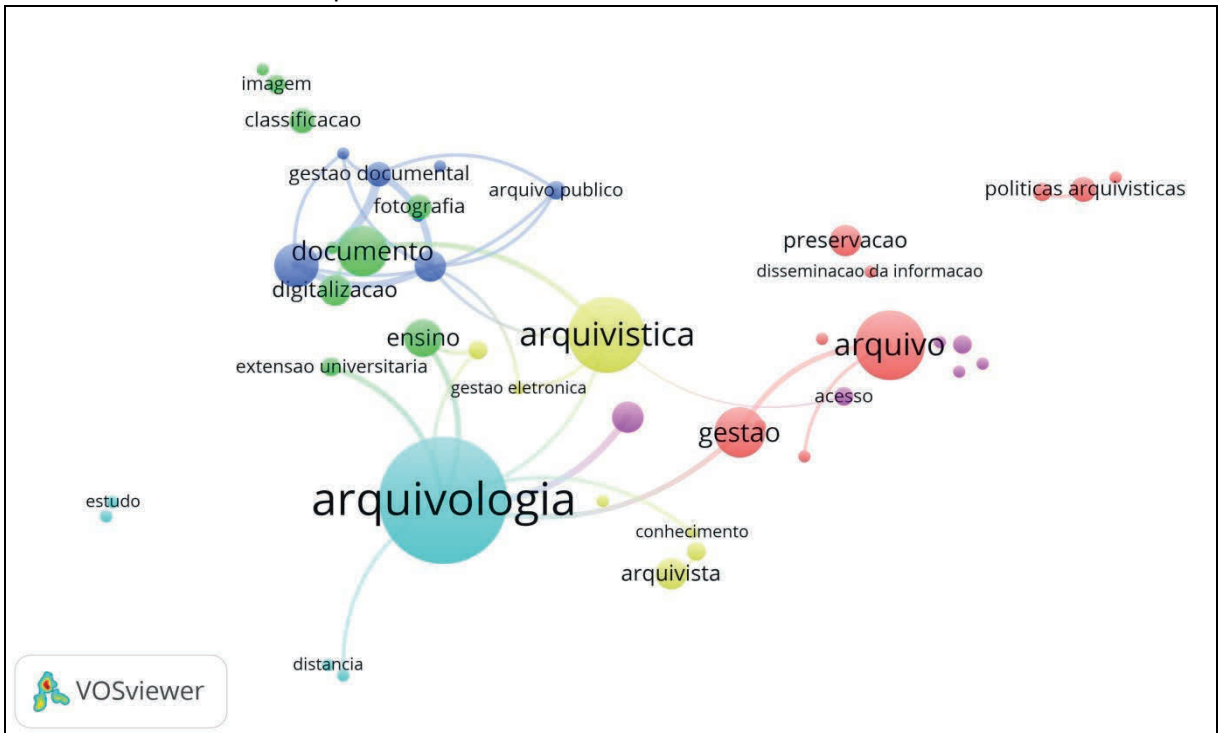 imagem
classificacao
gestao documental
arquivo publico
fotografia
politicas arquivisticas
documento
preservacao
disseminacao da informacao
digitalizacao
ensino
arquivistica
arquivo
extensao universitaria
gestao eletronica
acesso
gestao
arquivologia
estudo
conhecimento
arquivista
distancia
VOSviewer